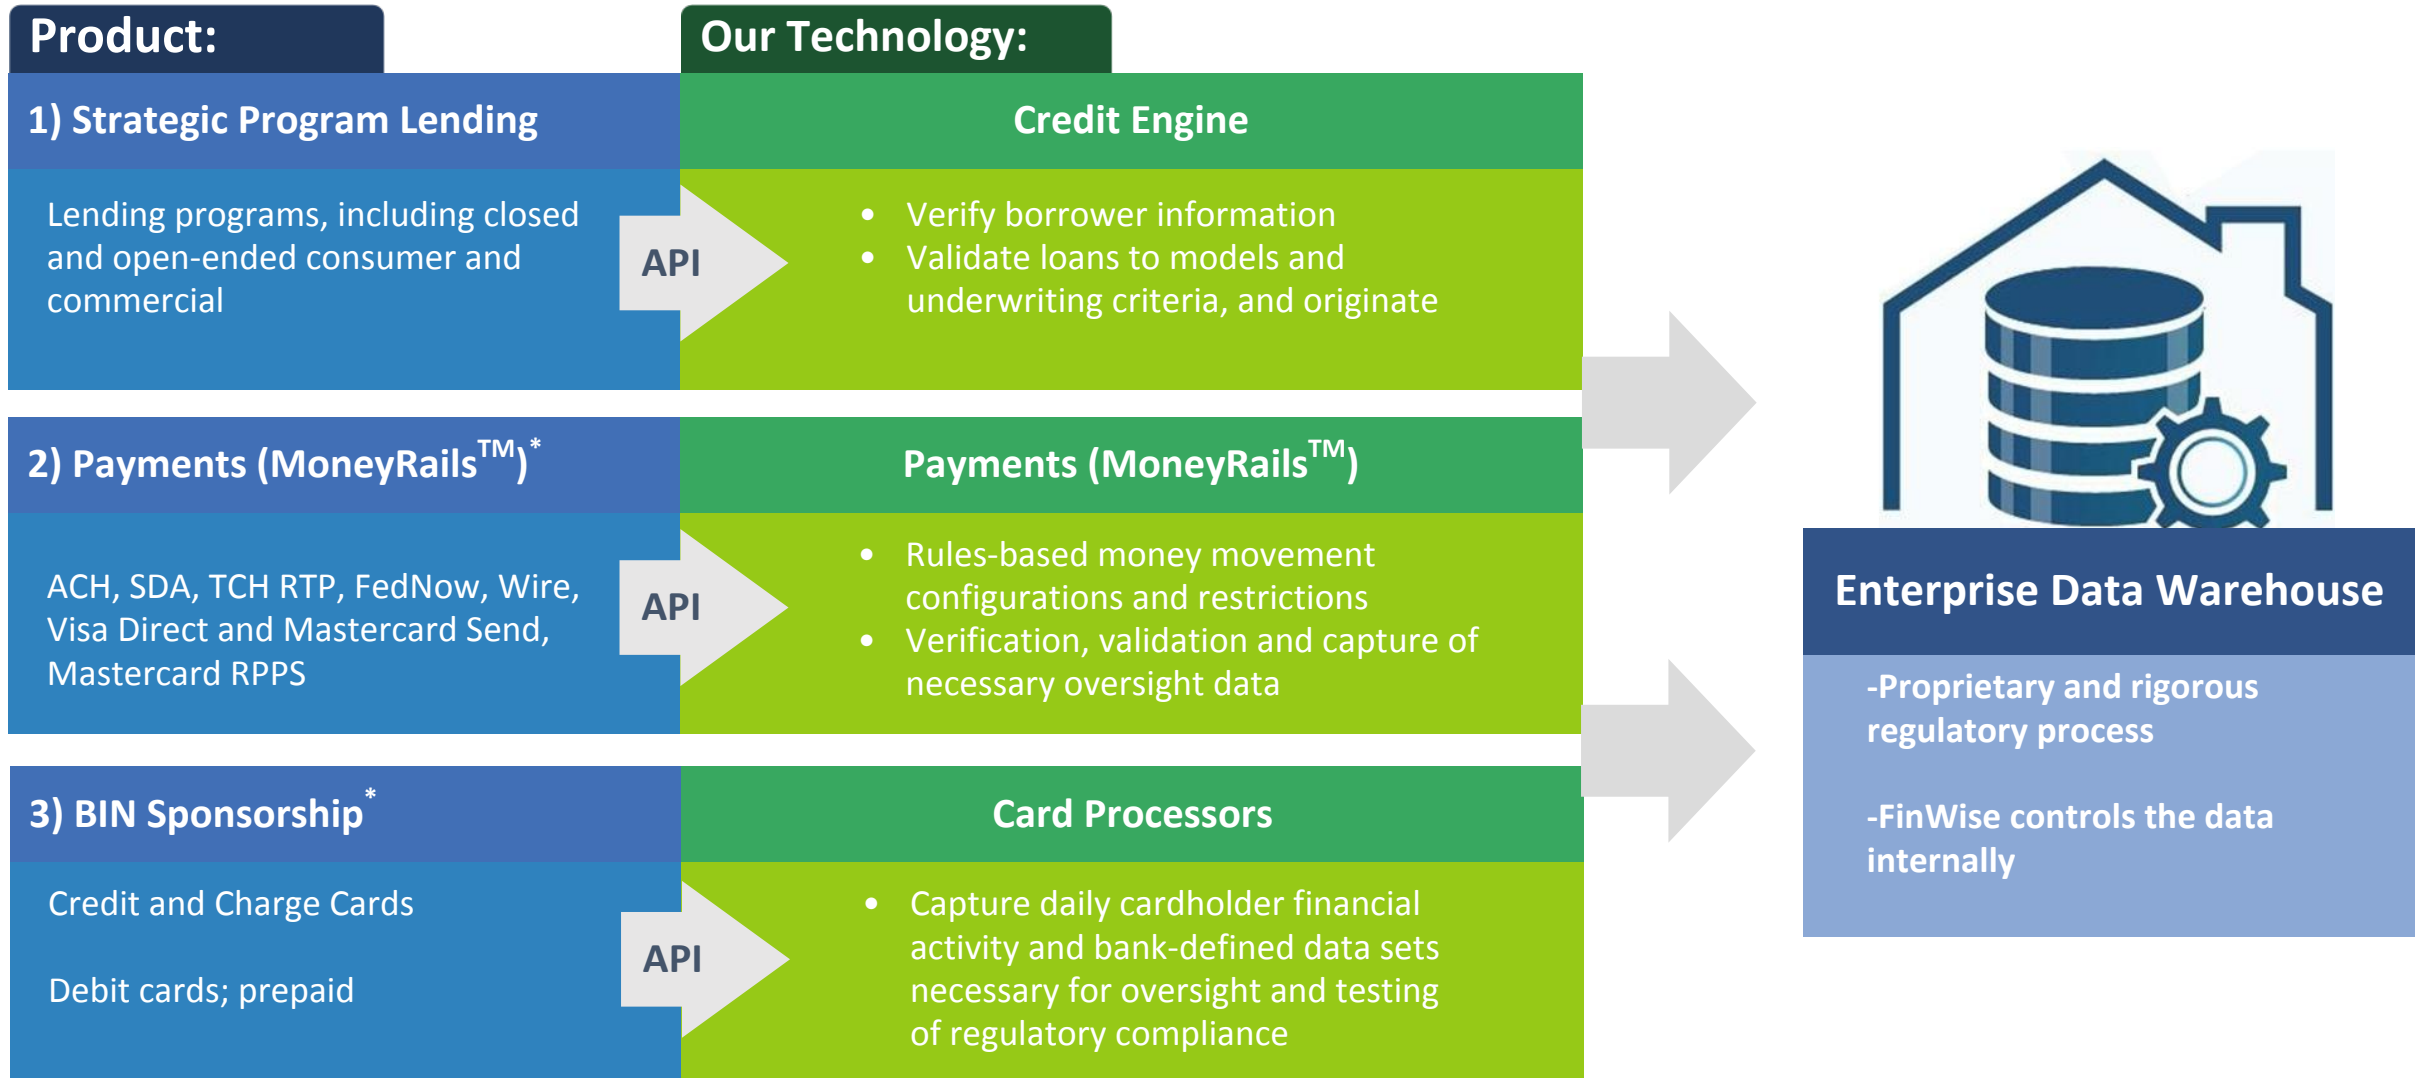 Product:
Our Technology:
1) Strategic Program Lending
Credit Engine
Lending programs, including closed
and open-ended consumer and
commercial
API
• Verify borrower information
• Validate loans to models and
underwriting criteria, and originate
2) Payments (MoneyRails™)*
Payments (MoneyRails™)
ACH, SDA, TCH RTP, FedNow, Wire,
Visa Direct and Mastercard Send,
Mastercard RPPS
API
• Rules-based money movement
configurations and restrictions
• Verification, validation and capture of
necessary oversight data
3) BIN Sponsorship*
Card Processors
Credit and Charge Cards
Debit cards; prepaid
API
• Capture daily cardholder financial
activity and bank-defined data sets
necessary for oversight and testing
of regulatory compliance
Enterprise Data Warehouse
-Proprietary and rigorous
regulatory process
-FinWise controls the data
internally